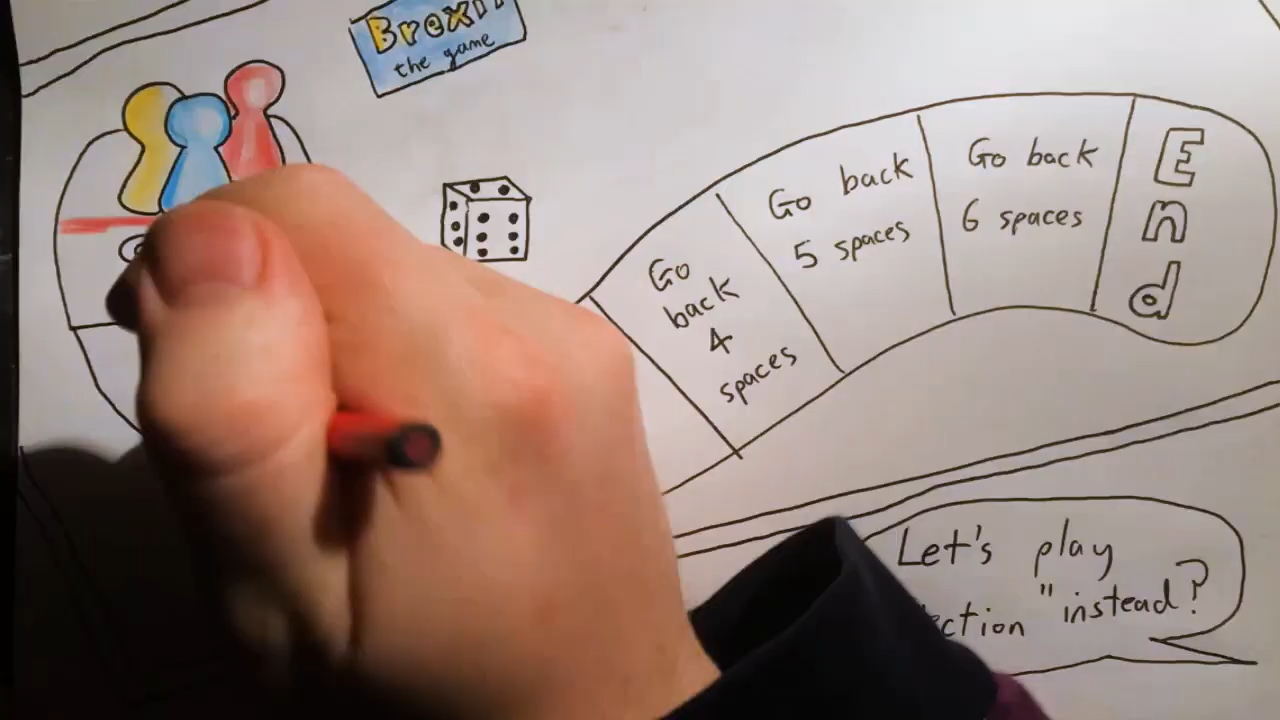 Brexit
the game
Go
back
4
spaces
Go back
5 spaces
Go back
6 spaces
End
Let's play
" instead?